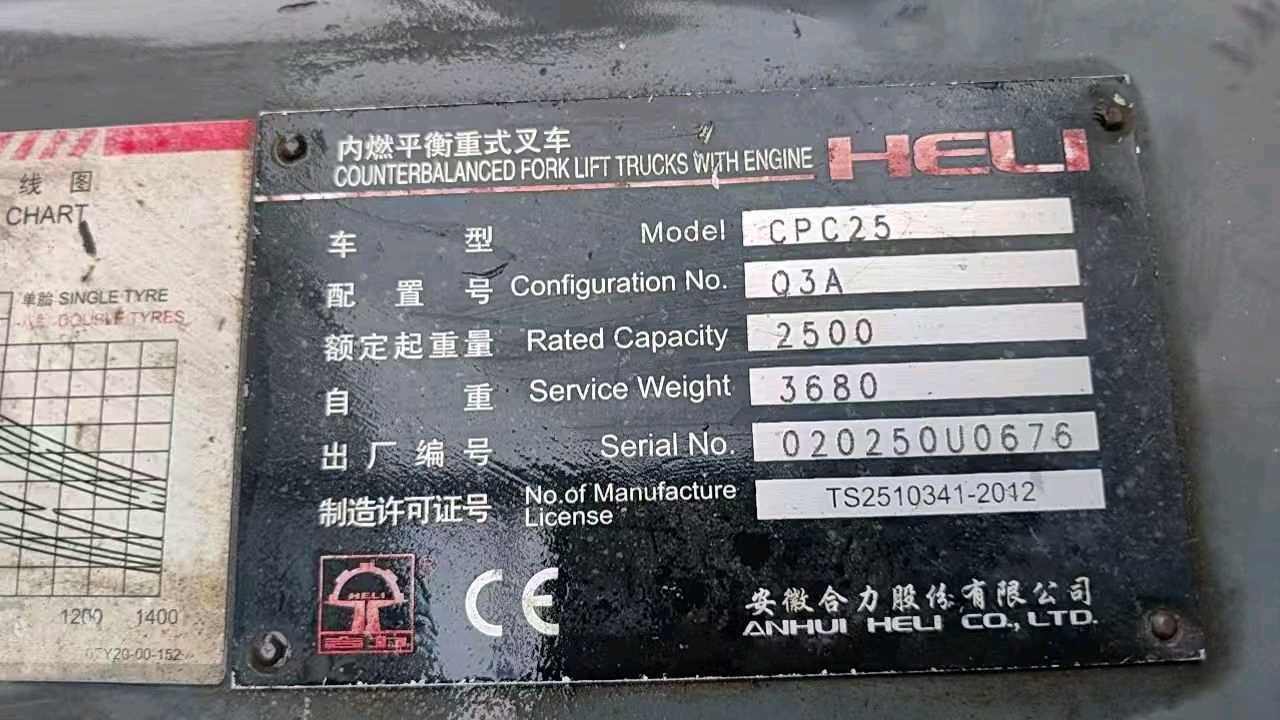 线 图
CHART
单胎 SINGLE TYRE
DOUBLE TYRES
1200 1400
内燃平衡重式叉车
COUNTERBALANCED FORK LIFT TRUCKS WITH ENGINE
HELI
车型 Model CPC25
配置号 Configuration No. Q3A
额定起重量 Rated Capacity 2500
自重 Service Weight 3680
出厂编号 Serial No. 020250U0676
制造许可证号 No.of Manufacture License TS2510341-2012
HELI
合力
CE
安徽合力股份有限公司
ANHUI HELI CO., LTD.